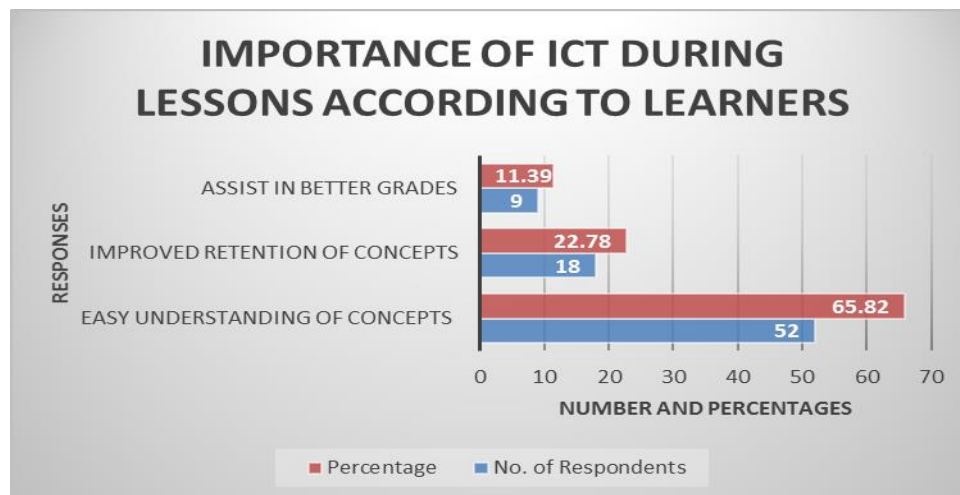 IMPORTANCE OF ICT DURING
LESSONS ACCORDING TO LEARNERS
RESPONSES
ASSIST IN BETTER GRADES
11.39
9
IMPROVED RETENTION OF CONCEPTS
22.78
18
EASY UNDERSTANDING OF CONCEPTS
65.82
52
0 10 20 30 40 50 60 70
NUMBER AND PERCENTAGES
Percentage No. of Respondents